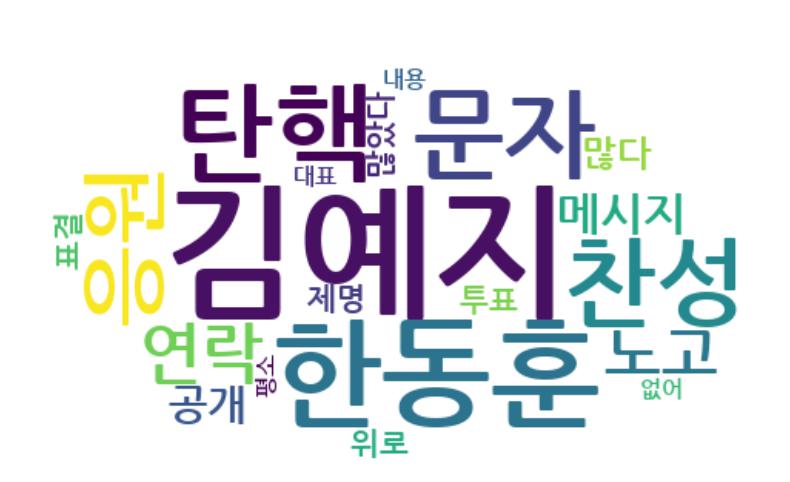 내용
탄핵
많았다
문자
많다
대표
응원
표결
김예지
메시지
찬성
제명
투표
연락
한동훈
노고
평소
공개
없어
위로